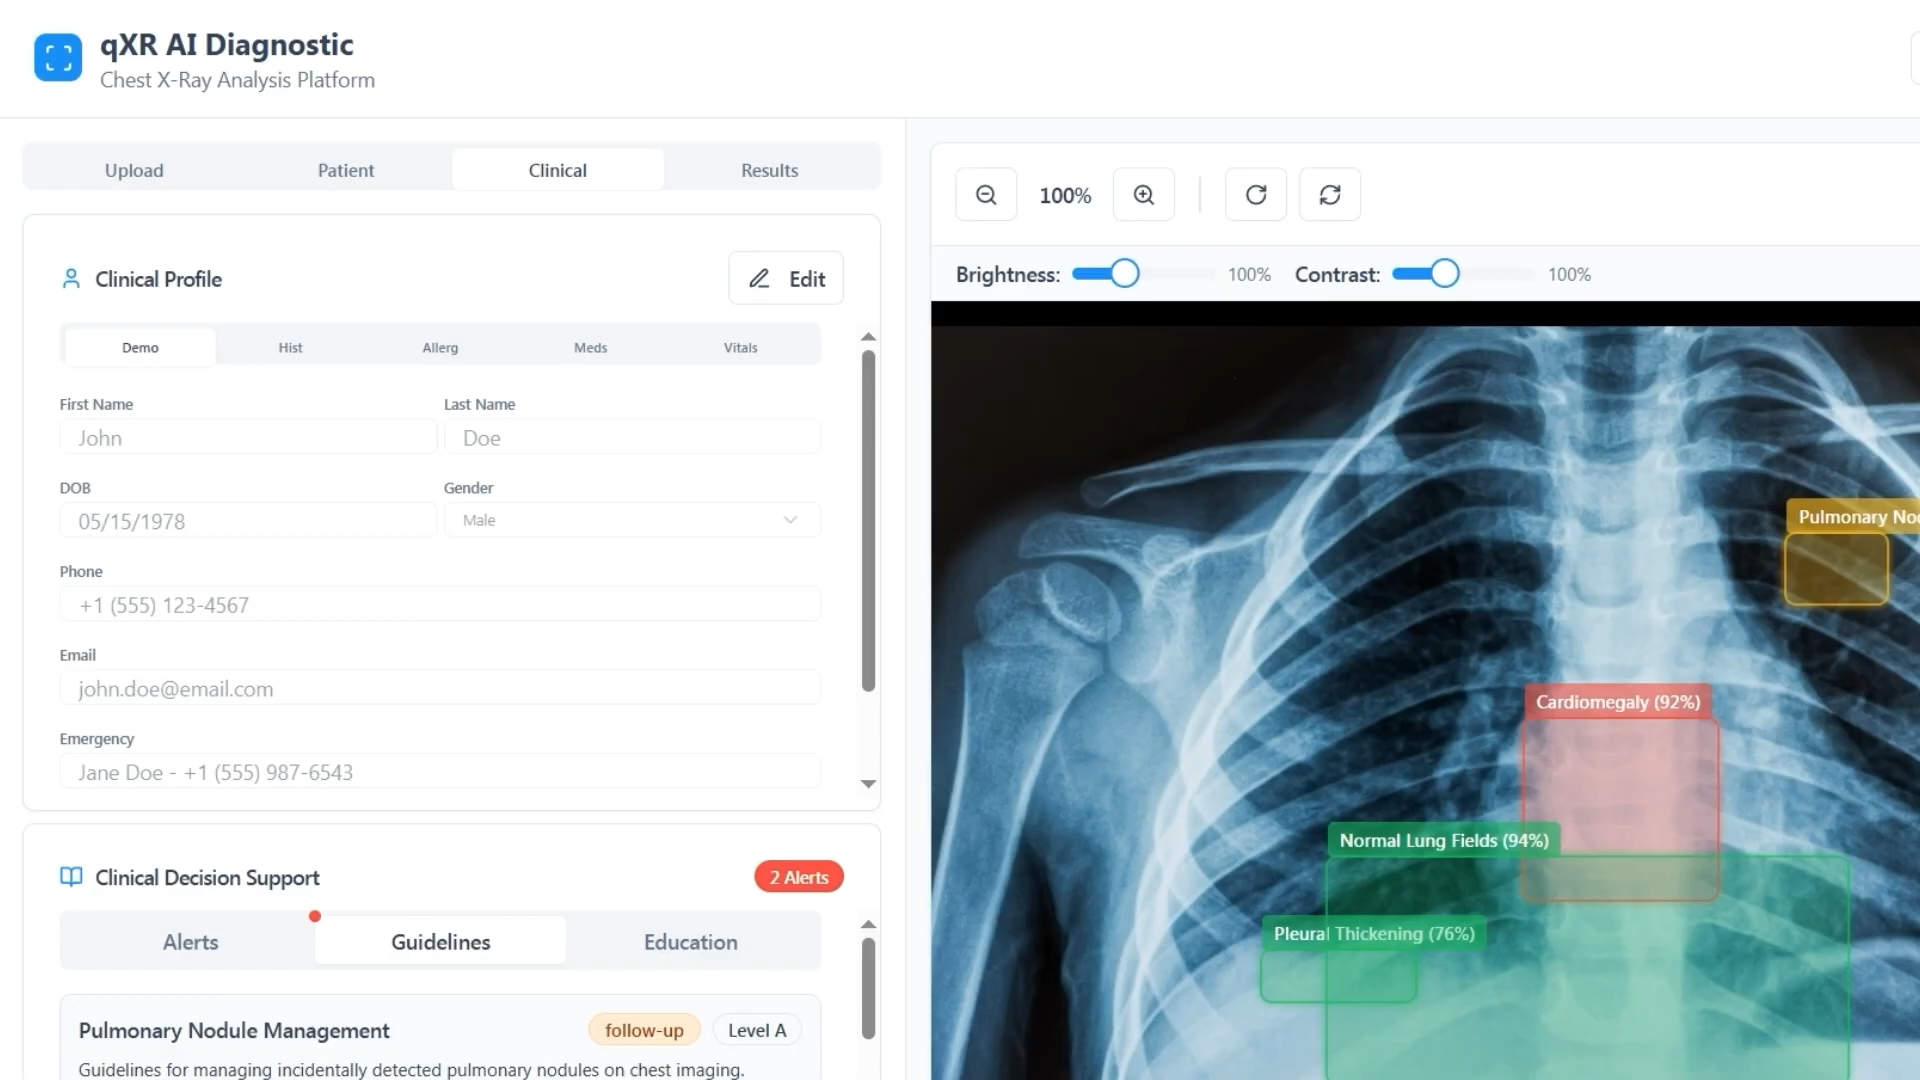 qXR AI Diagnostic
Chest X-Ray Analysis Platform
Upload
Patient
Clinical
Results
Clinical Profile
Edit
Demo
Hist
Allerg
Meds
Vitals
First Name
Last Name
John
Doe
DOB
Gender
05/15/1978
Male
Phone
+1 (555) 123-4567
Email
john.doe@email.com
Emergency
Jane Doe - +1 (555) 987-6543
Clinical Decision Support
2 Alerts
Alerts
Guidelines
Education
Pulmonary Nodule Management
follow-up
Level A
Guidelines for managing incidentally detected pulmonary nodules on chest imaging.
100%
Brightness:
100%
Contrast:
100%
Pulmonary
Cardiomegaly (92%)
Normal Lung Fields (94%)
Pleural Thickening (76%)